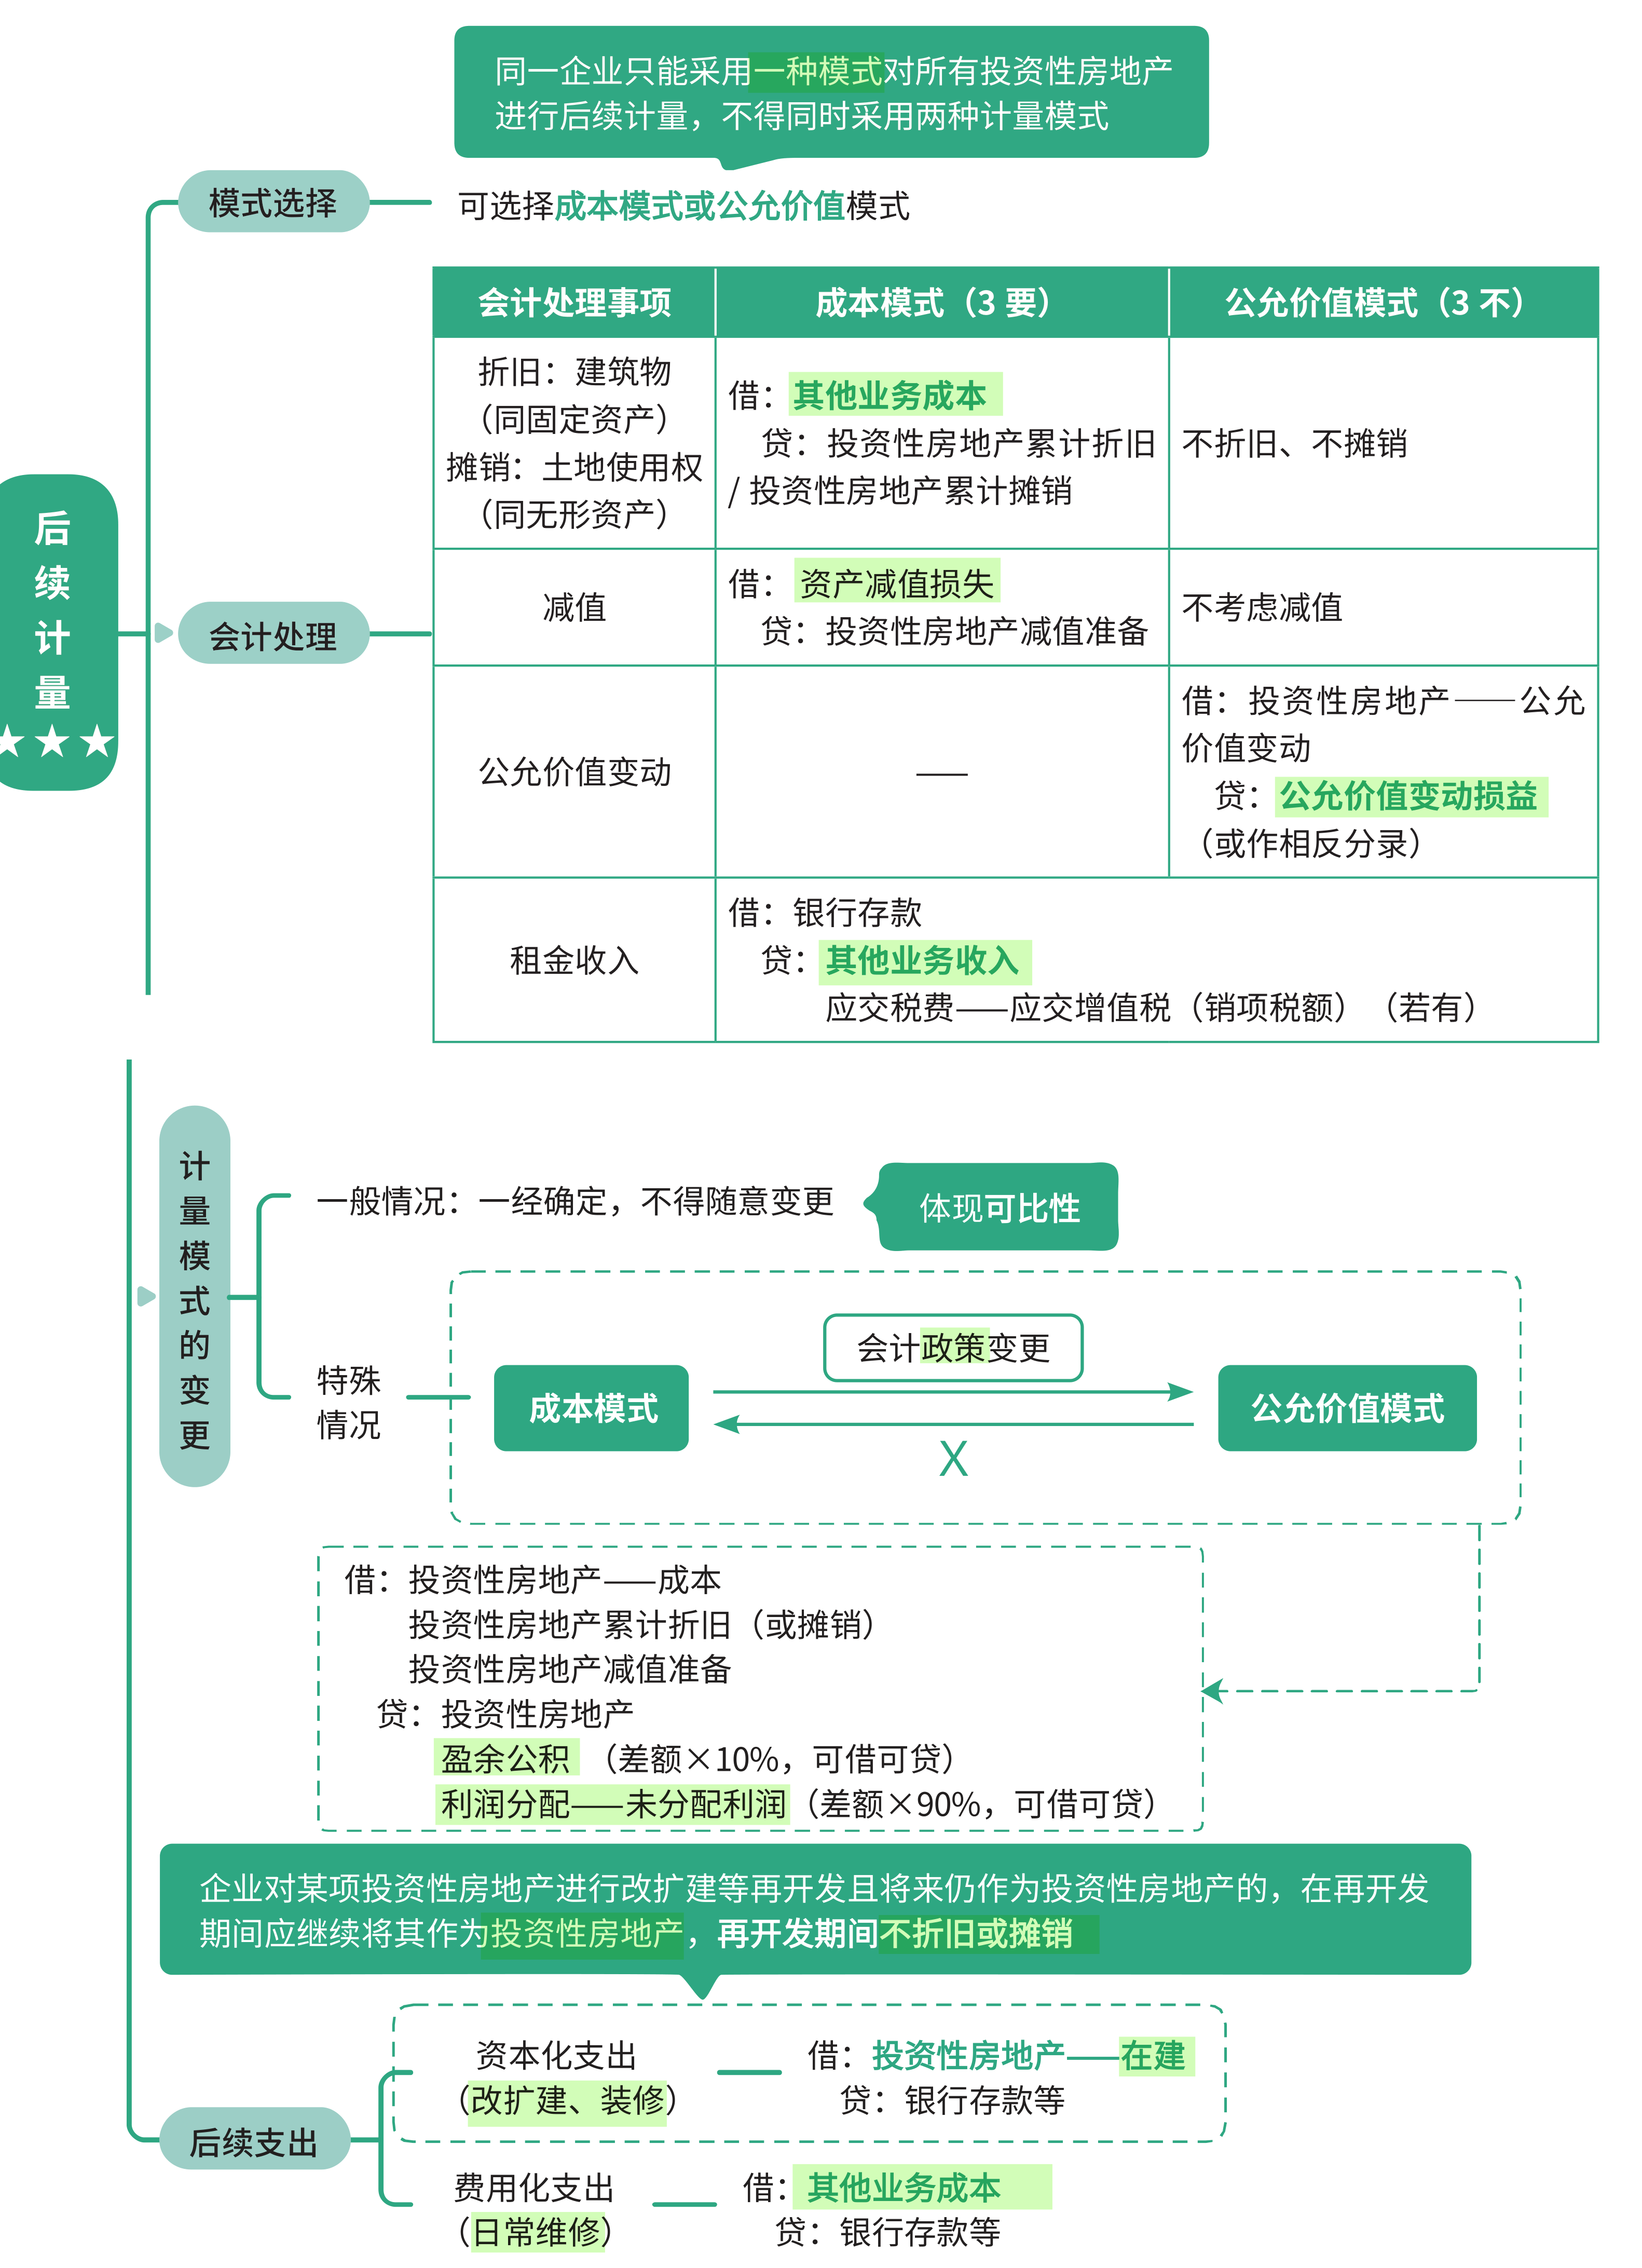 同一企业只能采用一种模式对所有投资性房地产
进行后续计量，不得同时采用两种计量模式
模式选择
可选择成本模式或公允价值模式
后
续
计
量
★★★
会计处理
会计处理事项
成本模式（3 要）
公允价值模式（3 不）
折旧：建筑物
（同固定资产）
摊销：土地使用权
（同无形资产）
借：其他业务成本
贷：投资性房地产累计折旧
/ 投资性房地产累计摊销
不折旧、不摊销
减值
借：资产减值损失
贷：投资性房地产减值准备
不考虑减值
公允价值变动
——
借：投资性房地产——公允
价值变动
贷：公允价值变动损益
（或作相反分录）
租金收入
借：银行存款
贷：其他业务收入
应交税费——应交增值税（销项税额）（若有）
计
量
模
式
的
变
更
一般情况：一经确定，不得随意变更
体现可比性
特殊
情况
会计政策变更
成本模式
公允价值模式
X
借：投资性房地产——成本
投资性房地产累计折旧（或摊销）
投资性房地产减值准备
贷：投资性房地产
盈余公积（差额×10%，可借可贷）
利润分配——未分配利润（差额×90%，可借可贷）
企业对某项投资性房地产进行改扩建等再开发且将来仍作为投资性房地产的，在再开发
期间应继续将其作为投资性房地产，再开发期间不折旧或摊销
后续支出
资本化支出
（改扩建、装修）
借：投资性房地产——在建
贷：银行存款等
费用化支出
（日常维修）
借：其他业务成本
贷：银行存款等